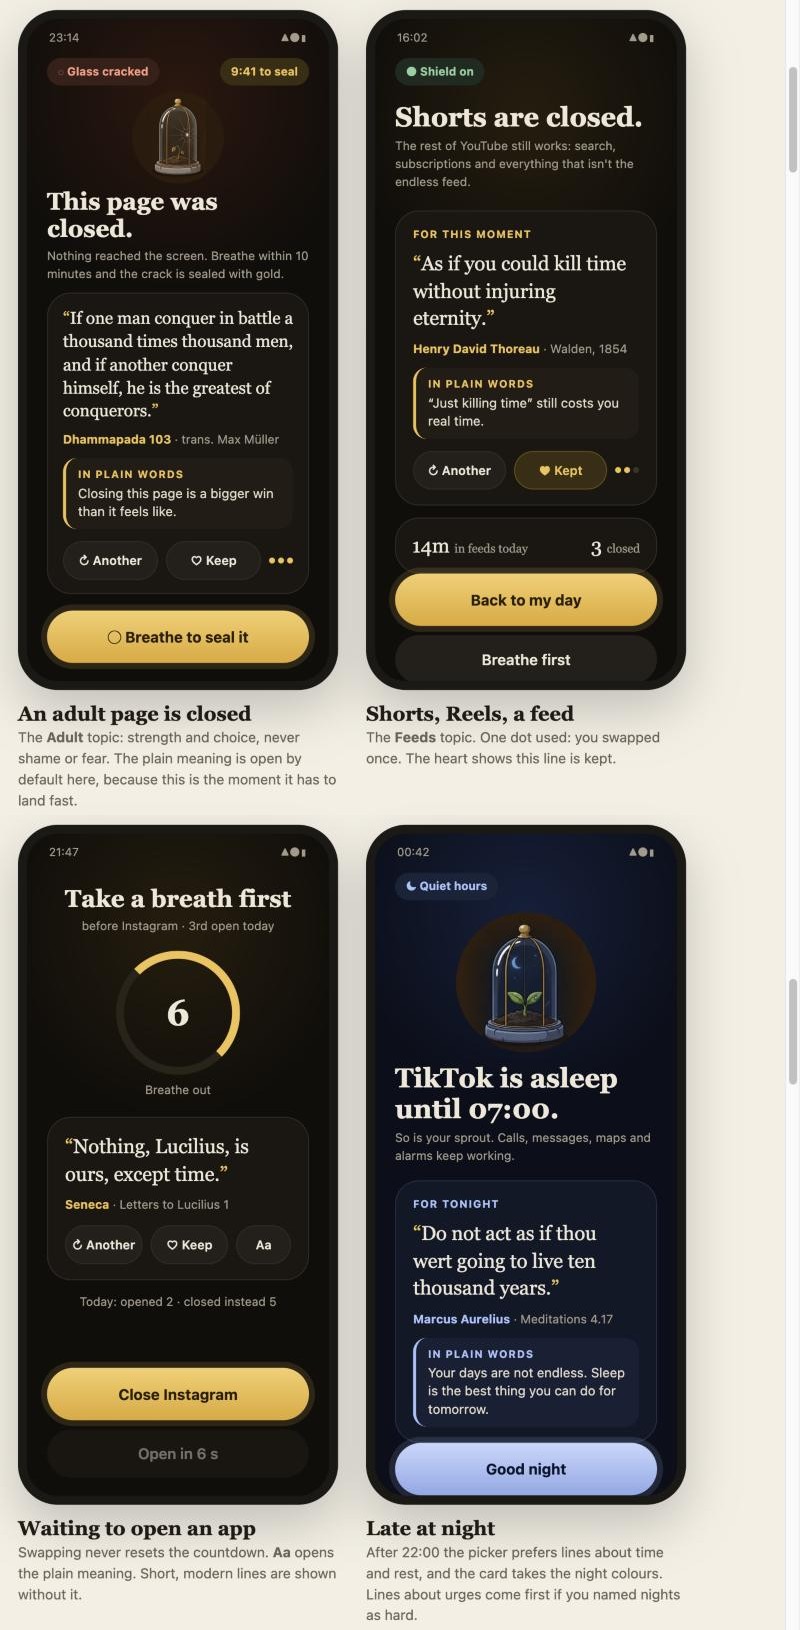 23:14
Glass cracked
9:41 to seal
This page was
closed.
Nothing reached the screen. Breathe within 10
minutes and the crack is sealed with gold.
“If one man conquer in battle a
thousand times thousand men,
and if another conquer
himself, he is the greatest of
conquerors.”
Dhammapada 103 · trans. Max Müller
IN PLAIN WORDS
Closing this page is a bigger win
than it feels like.
↻ Another
♡ Keep
◯ Breathe to seal it
An adult page is closed
The Adult topic: strength and choice, never
shame or fear. The plain meaning is open by
default here, because this is the moment it has to
land fast.
16:02
Shield on
Shorts are closed.
The rest of YouTube still works: search,
subscriptions and everything that isn't the
endless feed.
FOR THIS MOMENT
“As if you could kill time
without injuring
eternity.”
Henry David Thoreau · Walden, 1854
IN PLAIN WORDS
“Just killing time” still costs you
real time.
↻ Another
♥ Kept
14m in feeds today
3 closed
Back to my day
Breathe first
Shorts, Reels, a feed
The Feeds topic. One dot used: you swapped
once. The heart shows this line is kept.
21:47
Take a breath first
before Instagram · 3rd open today
6
Breathe out
“Nothing, Lucilius, is
ours, except time.”
Seneca · Letters to Lucilius 1
↻ Another
♡ Keep
Aa
Today: opened 2 · closed instead 5
Close Instagram
Open in 6 s
Waiting to open an app
Swapping never resets the countdown. Aa opens
the plain meaning. Short, modern lines are shown
without it.
00:42
Quiet hours
TikTok is asleep
until 07:00.
So is your sprout. Calls, messages, maps and
alarms keep working.
FOR TONIGHT
“Do not act as if thou
wert going to live ten
thousand years.”
Marcus Aurelius · Meditations 4.17
IN PLAIN WORDS
Your days are not endless. Sleep
is the best thing you can do for
tomorrow.
Good night
Late at night
After 22:00 the picker prefers lines about time
and rest, and the card takes the night colours.
Lines about urges come first if you named nights
as hard.